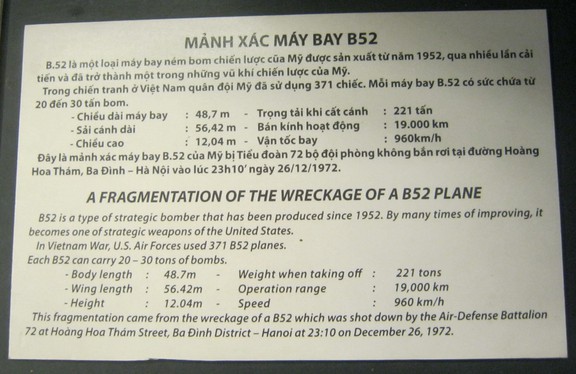 MẢNH XÁC MÁY BAY B52
B.52 là một loại máy bay ném bom chiến lược của Mỹ được sản xuất từ năm 1952, qua nhiều lần cải
tiến và đã trở thành một trong những vũ khí chiến lược của Mỹ.
Trong chiến tranh ở Việt Nam quân đội Mỹ đã sử dụng 371 chiếc. Mỗi máy bay B.52 có sức chứa từ
20 đến 30 tấn bom.
- Chiều dài máy bay : 48,7 m - Trọng tải khi cất cánh : 221 tấn
- Sải cánh dài : 56,42 m - Bán kính hoạt động : 19.000 km
- Chiều cao : 12,04 m - Vận tốc bay : 960km/h
Đây là mảnh xác máy bay B.52 của Mỹ bị Tiểu đoàn 72 bộ đội phòng không bắn rơi tại đường Hoàng
Hoa Thám, Ba Đình – Hà Nội vào lúc 23h10' ngày 26/12/1972.
A FRAGMENTATION OF THE WRECKAGE OF A B52 PLANE
B52 is a type of strategic bomber that has been produced since 1952. By many times of improving, it
becomes one of strategic weapons of the United States.
In Vietnam War, U.S. Air Forces used 371 B52 planes.
Each B52 can carry 20 – 30 tons of bombs.
- Body length : 48.7m - Weight when taking off : 221 tons
- Wing length : 56.42m - Operation range : 19,000 km
- Height : 12.04m - Speed : 960 km/h
This fragmentation came from the wreckage of a B52 which was shot down by the Air-Defense Battalion
72 at Hoàng Hoa Thám Street, Ba Đình District – Hanoi at 23:10 on December 26, 1972.